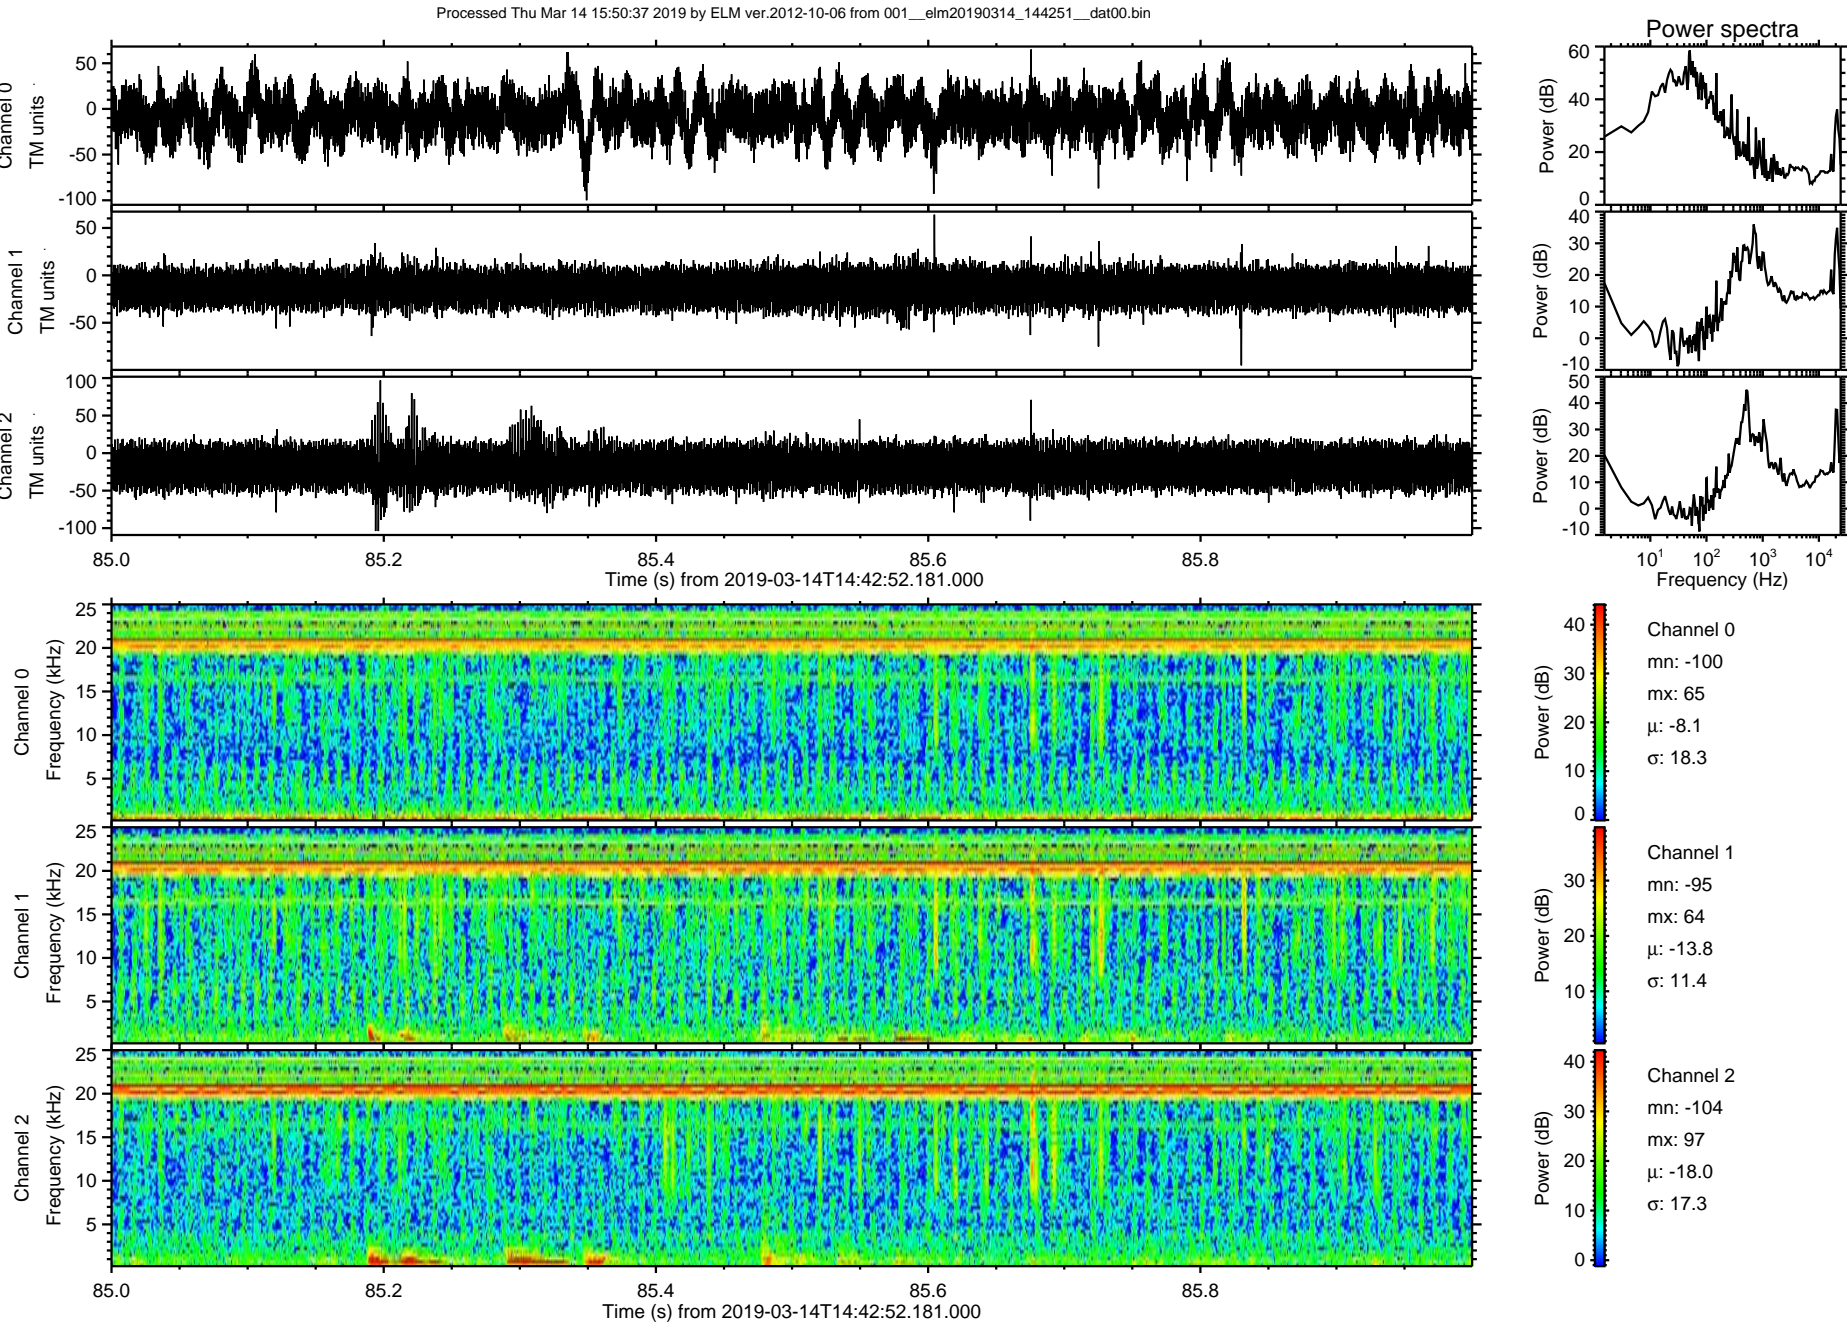 Processed Thu Mar 14 15:50:37 2019 by ELM ver.2012-10-06 from 001__elm20190314_144251__dat00.bin
Power spectra
Channel 0
TM units
50
0
-50
-100
Power (dB)
60
40
20
0
Channel 1
TM units
50
0
-50
Power (dB)
40
30
20
10
0
-10
Channel 2
TM units
100
50
0
-50
-100
Power (dB)
50
40
30
20
10
0
-10
85.0 85.2 85.4 85.6 85.8
Time (s) from 2019-03-14T14:42:52.181.000
10^1 10^2 10^3 10^4
Frequency (Hz)
Channel 0
Frequency (kHz)
25
20
15
10
5
Power (dB)
40
30
20
10
0
Channel 0
mn: -100
mx: 65
μ: -8.1
σ: 18.3
Channel 1
Frequency (kHz)
25
20
15
10
5
Power (dB)
30
20
10
Channel 1
mn: -95
mx: 64
μ: -13.8
σ: 11.4
Channel 2
Frequency (kHz)
25
20
15
10
5
Power (dB)
40
30
20
10
0
Channel 2
mn: -104
mx: 97
μ: -18.0
σ: 17.3
85.0 85.2 85.4 85.6 85.8
Time (s) from 2019-03-14T14:42:52.181.000